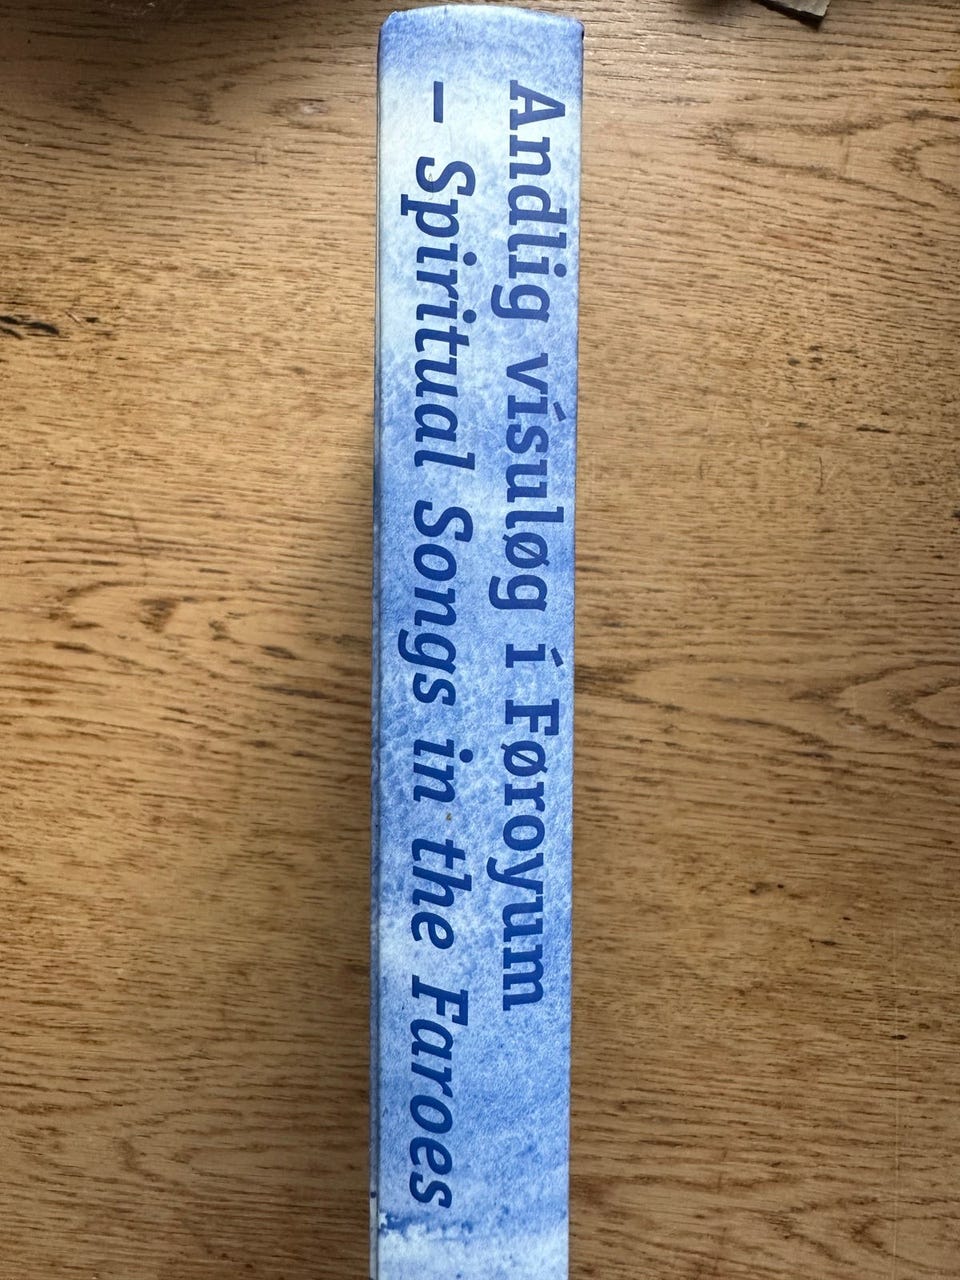 Andlig vísuløg í Føroyum
– Spiritual Songs in the Faroes